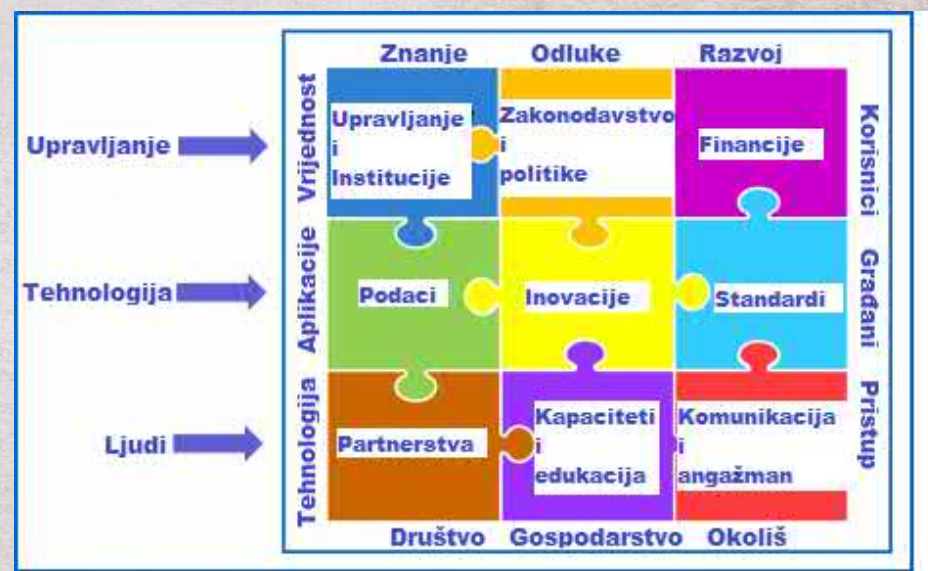 Znanje Odluke Razvoj
Vrijednost
Korisnici
Upravljanje
Upravljanje
i
Institucije
Zakonodavstvo
i
politike
Financije
Aplikacije
Građani
Tehnologija
Podaci
Inovacije
Standardi
Tehnologija
Pristup
Ljudi
Partnerstva
Kapaciteti
i
edukacija
Komunikacija
i
angažman
Društvo Gospodarstvo Okoliš